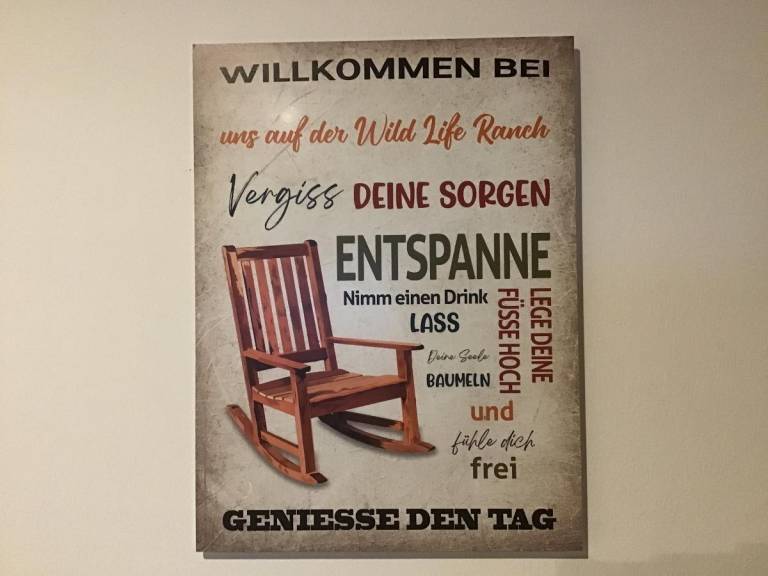 WILLKOMMEN BEI
uns auf der Wild Life Ranch
Vergiss DEINE SORGEN
ENTSPANNE
Nimm einen Drink
LASS
Deine Seele
BAUMELN
LEGE DEINE
FÜSSE HOCH
und
fühle dich
frei
GENIESSE DEN TAG